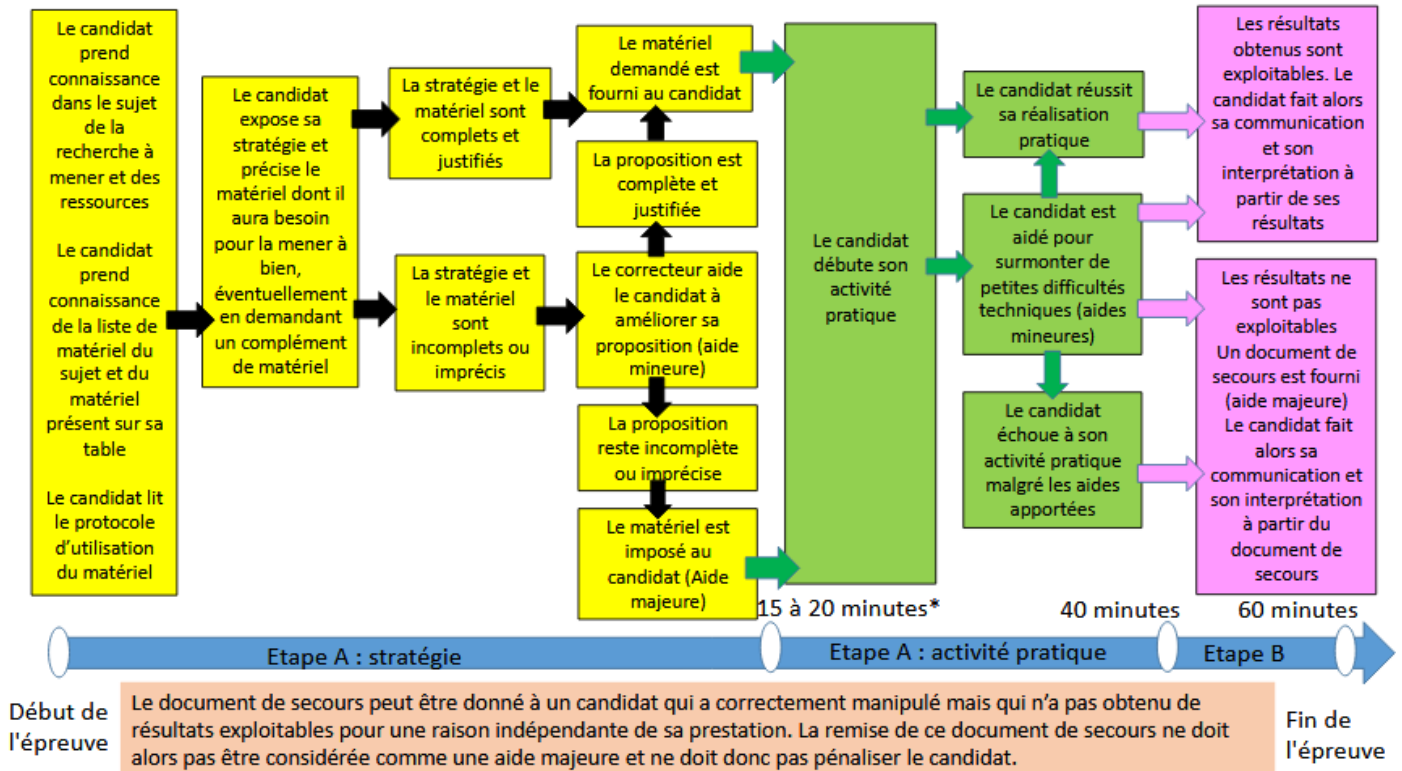 Le candidat
prend
connaissance
dans le sujet
de la
recherche à
mener et des
ressources
Le candidat
prend
connaissance
de la liste de
matériel du
sujet et du
matériel
présent sur sa
table
Le candidat lit
le protocole
d'utilisation
du matériel
Le candidat
expose sa
stratégie et
précise le
matériel dont il
aura besoin
pour la mener à
bien,
éventuellement
en demandant
un complément
de matériel
La stratégie et le
matériel sont
complets et
justifiés
La stratégie et
le matériel
sont
incomplets ou
imprécis
Le matériel
demandé est
fourni au candidat
La proposition est
complète et
justifiée
Le correcteur aide
le candidat à
améliorer sa
proposition (aide
mineure)
La proposition
reste incomplète
ou imprécise
Le matériel est
imposé au
candidat (Aide
majeure)
Le candidat
débute son
activité
pratique
Le candidat réussit
sa réalisation
pratique
Le candidat est
aidé pour
surmonter de
petites difficultés
techniques (aides
mineures)
Le candidat
échoue à son
activité pratique
malgré les aides
apportées
Les résultats
obtenus sont
exploitables. Le
candidat fait alors
sa communication
et son
interprétation à
partir de ses
résultats
Les résultats ne
sont pas
exploitables
Un document de
secours est fourni
(aide majeure)
Le candidat fait
alors sa
communication et
son interprétation
à partir du
document de
secours
15 à 20 minutes*
40 minutes
60 minutes
Etape A : stratégie
Etape A : activité pratique
Etape B
Début de
l'épreuve
Le document de secours peut être donné à un candidat qui a correctement manipulé mais qui n'a pas obtenu de
résultats exploitables pour une raison indépendante de sa prestation. La remise de ce document de secours ne doit
alors pas être considérée comme une aide majeure et ne doit donc pas pénaliser le candidat.
Fin de
l'épreuve